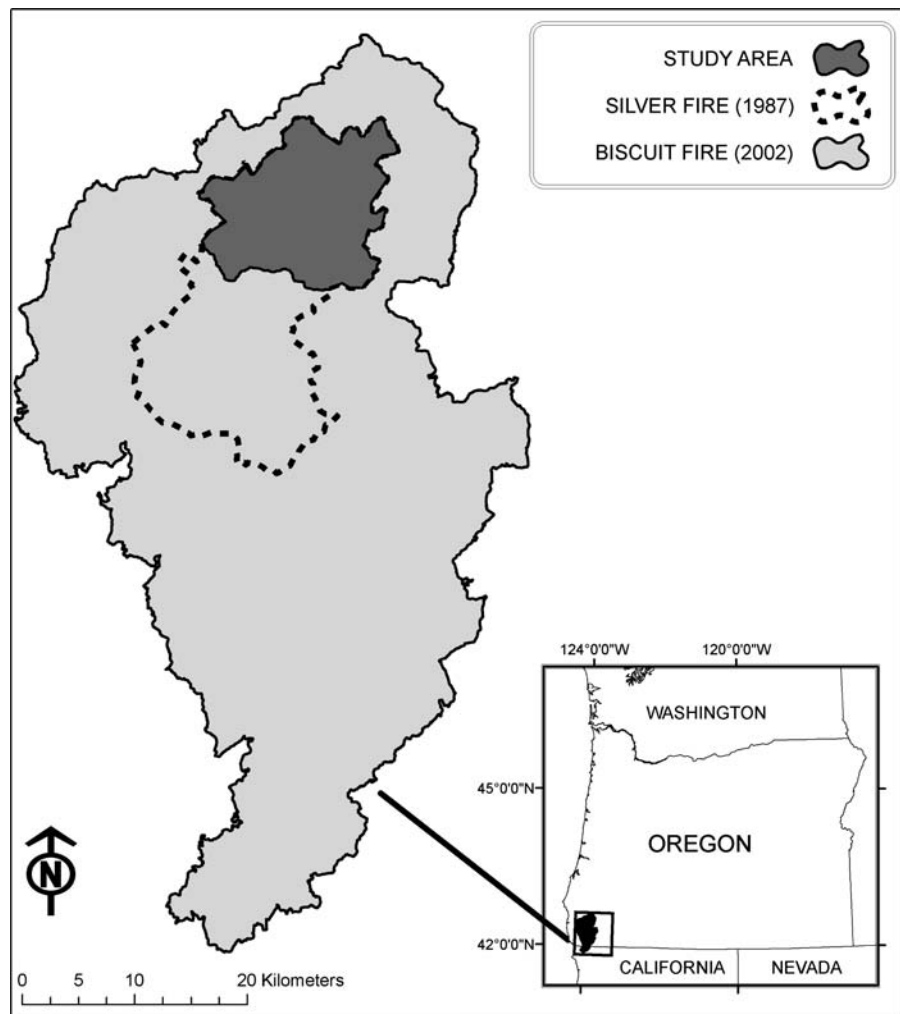 STUDY AREA
SILVER FIRE (1987)
BISCUIT FIRE (2002)
124°0'0"W
120°0'0"W
WASHINGTON
45°0'0"N
OREGON
42°0'0"N
CALIFORNIA
NEVADA
N
0 5 10 20 Kilometers